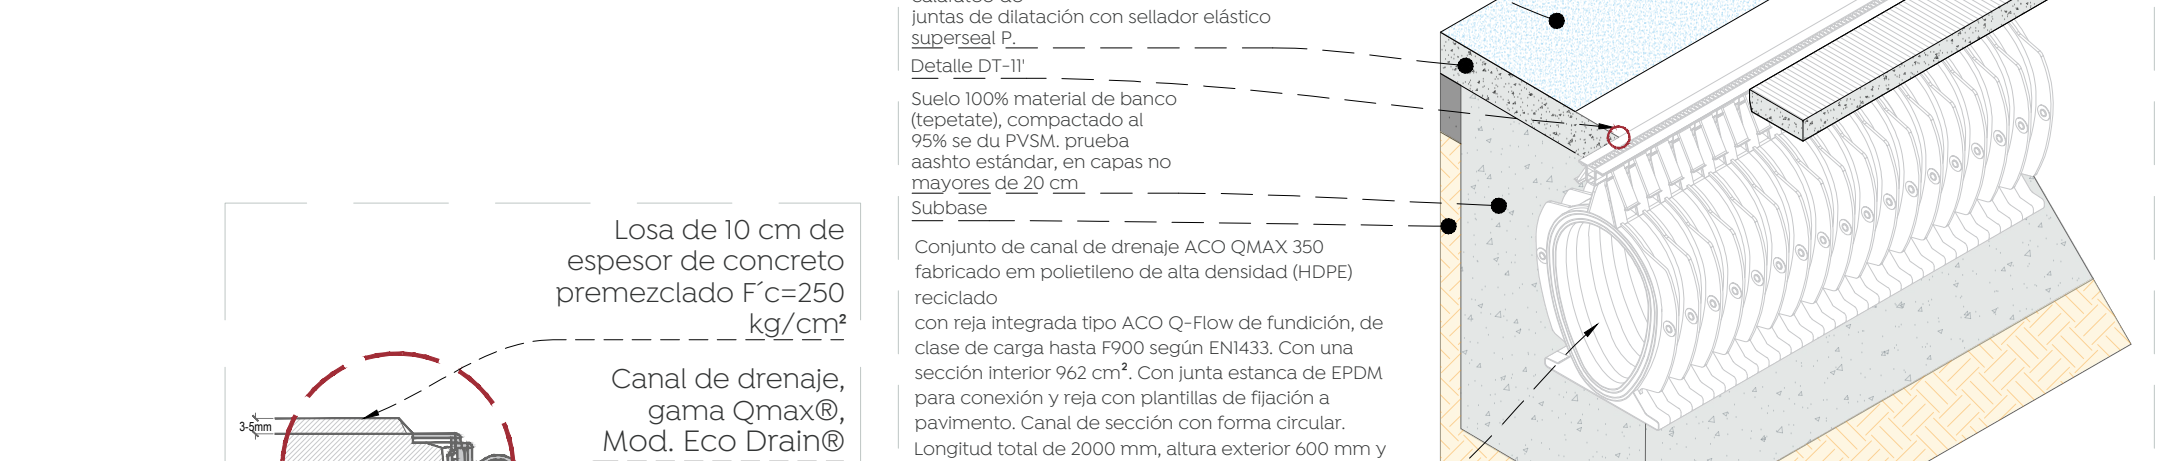 juntas de dilatación con sellador elástico
superseal P.
Detalle DT-11'
Suelo 100% material de banco
(tepetate), compactado al
95% se du PVSM. prueba
aashto estándar, en capas no
mayores de 20 cm
Subbase
Conjunto de canal de drenaje ACO QMAX 350
fabricado em polietileno de alta densidad (HDPE)
reciclado
con reja integrada tipo ACO Q-Flow de fundición, de
clase de carga hasta F900 según EN1433. Con una
sección interior 962 cm². Con junta estanca de EPDM
para conexión y reja con plantillas de fijación a
pavimento. Canal de sección con forma circular.
Longitud total de 2000 mm, altura exterior 600 mm y
Losa de 10 cm de
espesor de concreto
premezclado F´c=250
kg/cm²
Canal de drenaje,
gama Qmax®,
Mod. Eco Drain®
3-5mm